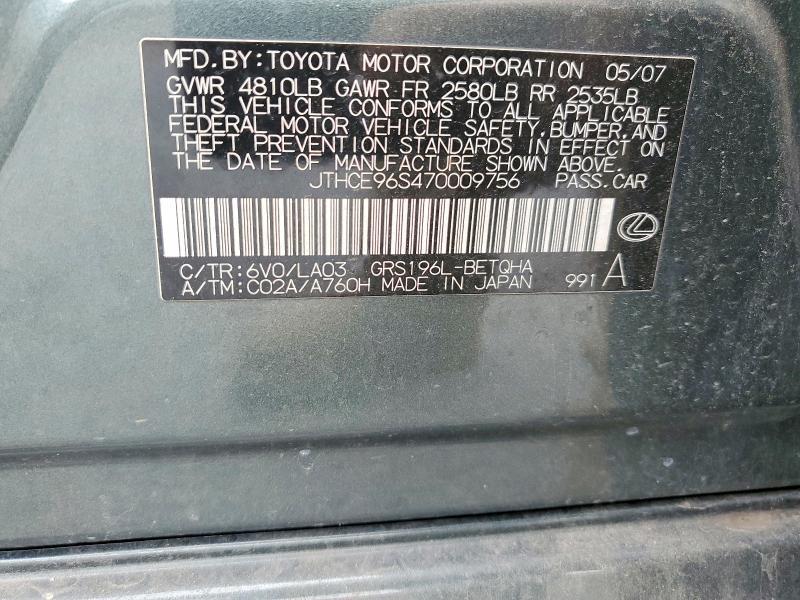 MFD.BY:TOYOTA MOTOR CORPORATION 05/07
GVWR 4810LB GAWR FR 2580LB RR 2535LB
THIS VEHICLE CONFORMS TO ALL APPLICABLE
FEDERAL MOTOR VEHICLE SAFETY,BUMPER,AND
THEFT PREVENTION STANDARDS IN EFFECT ON
THE DATE OF MANUFACTURE SHOWN ABOVE.
JTHCE96S470009756 PASS.CAR
C/TR:6V0/LA03 GRS196L-BETQHA
A/TM:C02A/A760H MADE IN JAPAN 991 A